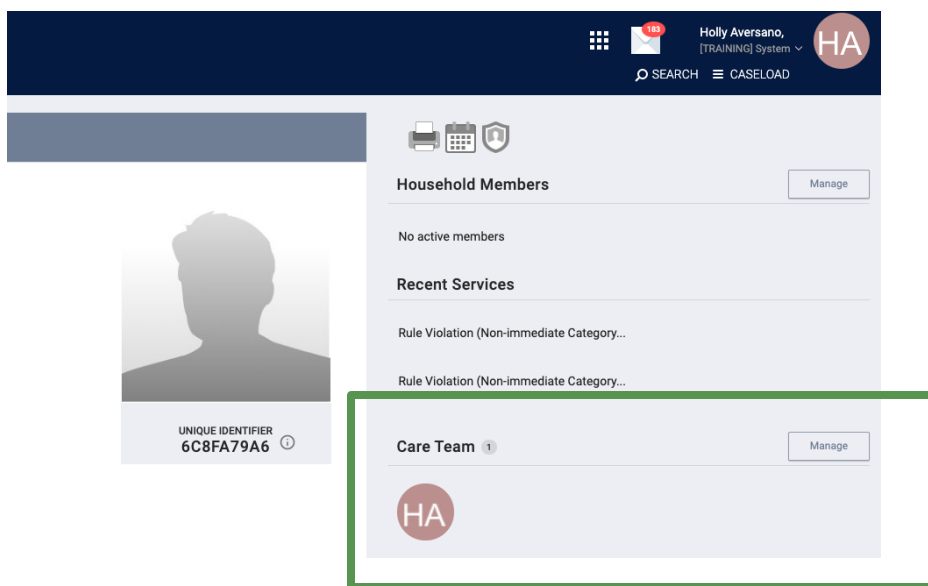 183
Holly Aversano,
[TRAINING] System
HA
SEARCH
CASELOAD
Household Members
Manage
No active members
Recent Services
Rule Violation (Non-immediate Category...
Rule Violation (Non-immediate Category...
UNIQUE IDENTIFIER
6C8FA79A6
Care Team 1
Manage
HA